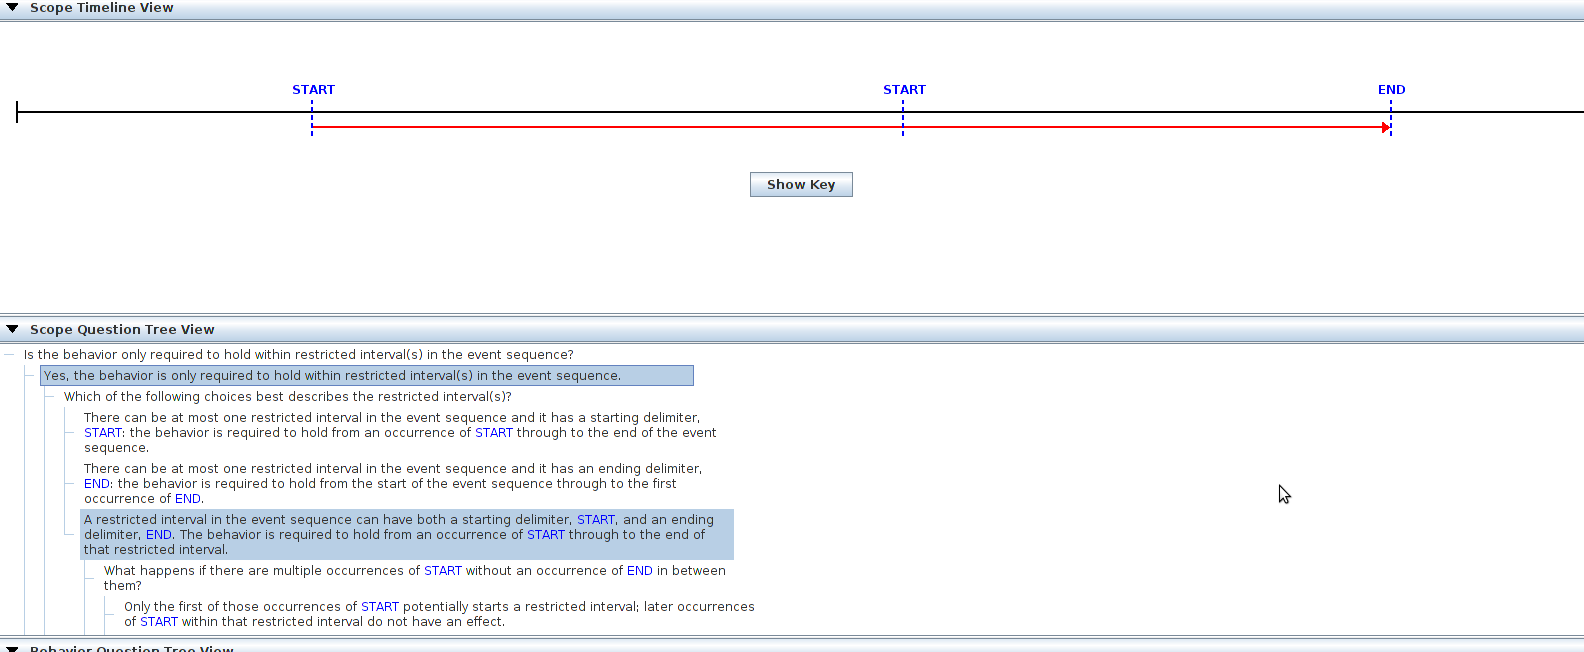 Scope Timeline View
START START END
Show Key
Scope Question Tree View
Is the behavior only required to hold within restricted interval(s) in the event sequence?
Yes, the behavior is only required to hold within restricted interval(s) in the event sequence.
Which of the following choices best describes the restricted interval(s)?
There can be at most one restricted interval in the event sequence and it has a starting delimiter,
START: the behavior is required to hold from an occurrence of START through to the end of the event
sequence.
There can be at most one restricted interval in the event sequence and it has an ending delimiter,
END: the behavior is required to hold from the start of the event sequence through to the first
occurrence of END.
A restricted interval in the event sequence can have both a starting delimiter, START, and an ending
delimiter, END. The behavior is required to hold from an occurrence of START through to the end of
that restricted interval.
What happens if there are multiple occurrences of START without an occurrence of END in between
them?
Only the first of those occurrences of START potentially starts a restricted interval; later occurrences
of START within that restricted interval do not have an effect.
Behavior Question Tree View